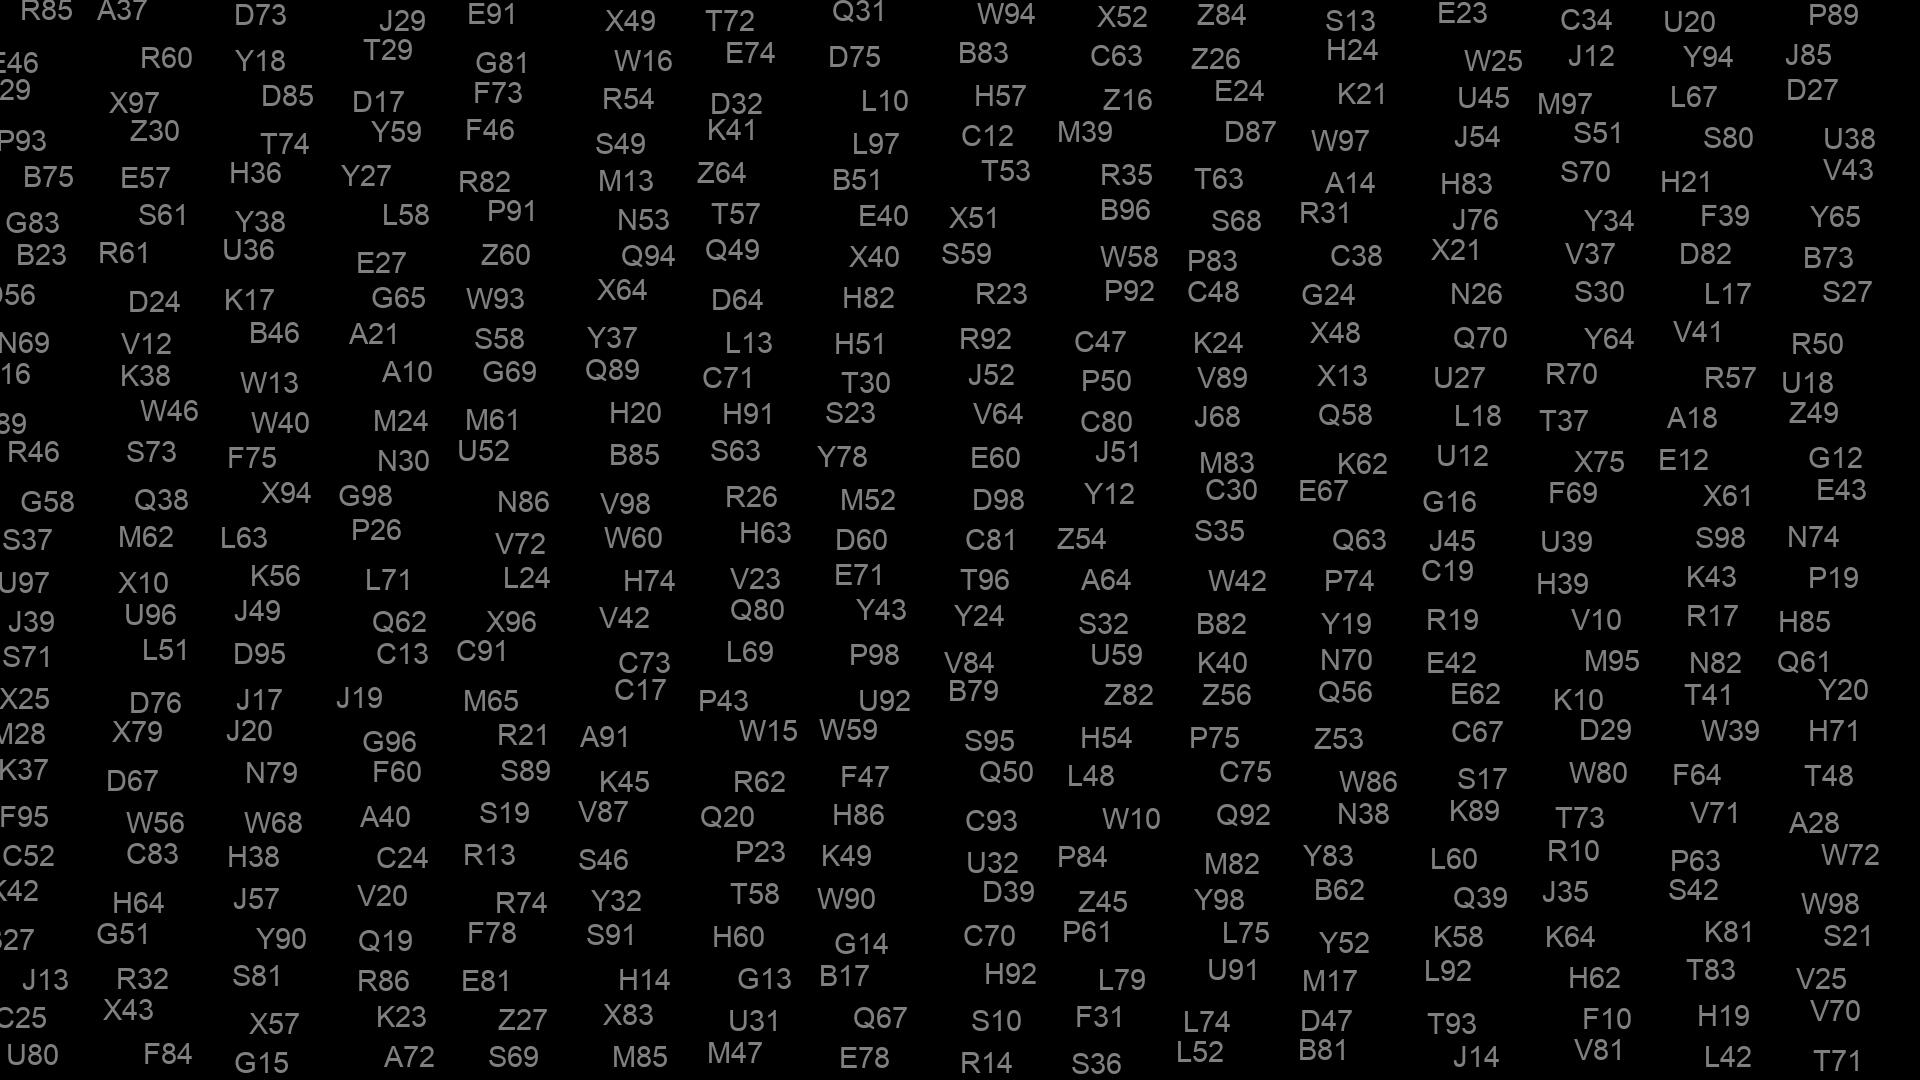 R85 A37 D73 J29 E91 X49 T72 Q31 W94 X52 Z84 S13 E23 C34 U20 P89
E46 R60 Y18 T29 G81 W16 E74 D75 B83 C63 Z26 H24 W25 J12 Y94 J85
29 X97 D85 D17 F73 R54 D32 L10 H57 Z16 E24 K21 U45 M97 L67 D27
P93 Z30 T74 Y59 F46 S49 K41 L97 C12 M39 D87 W97 J54 S51 S80 U38
B75 E57 H36 Y27 R82 M13 Z64 B51 T53 R35 T63 A14 H83 S70 H21 V43
G83 S61 Y38 L58 P91 N53 T57 E40 X51 B96 S68 R31 J76 Y34 F39 Y65
B23 R61 U36 E27 Z60 Q94 Q49 X40 S59 W58 P83 C38 X21 V37 D82 B73
56 D24 K17 G65 W93 X64 D64 H82 R23 P92 C48 G24 N26 S30 L17 S27
N69 V12 B46 A21 S58 Y37 L13 H51 R92 C47 K24 X48 Q70 Y64 V41 R50
16 K38 W13 A10 G69 Q89 C71 T30 J52 P50 V89 X13 U27 R70 R57 U18
89 W46 W40 M24 M61 H20 H91 S23 V64 C80 J68 Q58 L18 T37 A18 Z49
R46 S73 F75 N30 U52 B85 S63 Y78 E60 J51 M83 K62 U12 X75 E12 G12
G58 Q38 X94 G98 N86 V98 R26 M52 D98 Y12 C30 E67 G16 F69 X61 E43
S37 M62 L63 P26 V72 W60 H63 D60 C81 Z54 S35 Q63 J45 U39 S98 N74
U97 X10 K56 L71 L24 H74 V23 E71 T96 A64 W42 P74 C19 H39 K43 P19
J39 U96 J49 Q62 X96 V42 Q80 Y43 Y24 S32 B82 Y19 R19 V10 R17 H85
S71 L51 D95 C13 C91 C73 L69 P98 V84 U59 K40 N70 E42 M95 N82 Q61
X25 D76 J17 J19 M65 C17 P43 U92 B79 Z82 Z56 Q56 E62 K10 T41 Y20
M28 X79 J20 G96 R21 A91 W15 W59 S95 H54 P75 Z53 C67 D29 W39 H71
K37 D67 N79 F60 S89 K45 R62 F47 Q50 L48 C75 W86 S17 W80 F64 T48
F95 W56 W68 A40 S19 V87 Q20 H86 C93 W10 Q92 N38 K89 T73 V71 A28
C52 C83 H38 C24 R13 S46 P23 K49 U32 P84 M82 Y83 L60 R10 P63 W72
K42 H64 J57 V20 R74 Y32 T58 W90 D39 Z45 Y98 B62 Q39 J35 S42 W98
27 G51 Y90 Q19 F78 S91 H60 G14 C70 P61 L75 Y52 K58 K64 K81 S21
J13 R32 S81 R86 E81 H14 G13 B17 H92 L79 U91 M17 L92 H62 T83 V25
C25 X43 X57 K23 Z27 X83 U31 Q67 S10 F31 L74 D47 T93 F10 H19 V70
U80 F84 G15 A72 S69 M85 M47 E78 R14 S36 L52 B81 J14 V81 L42 T71